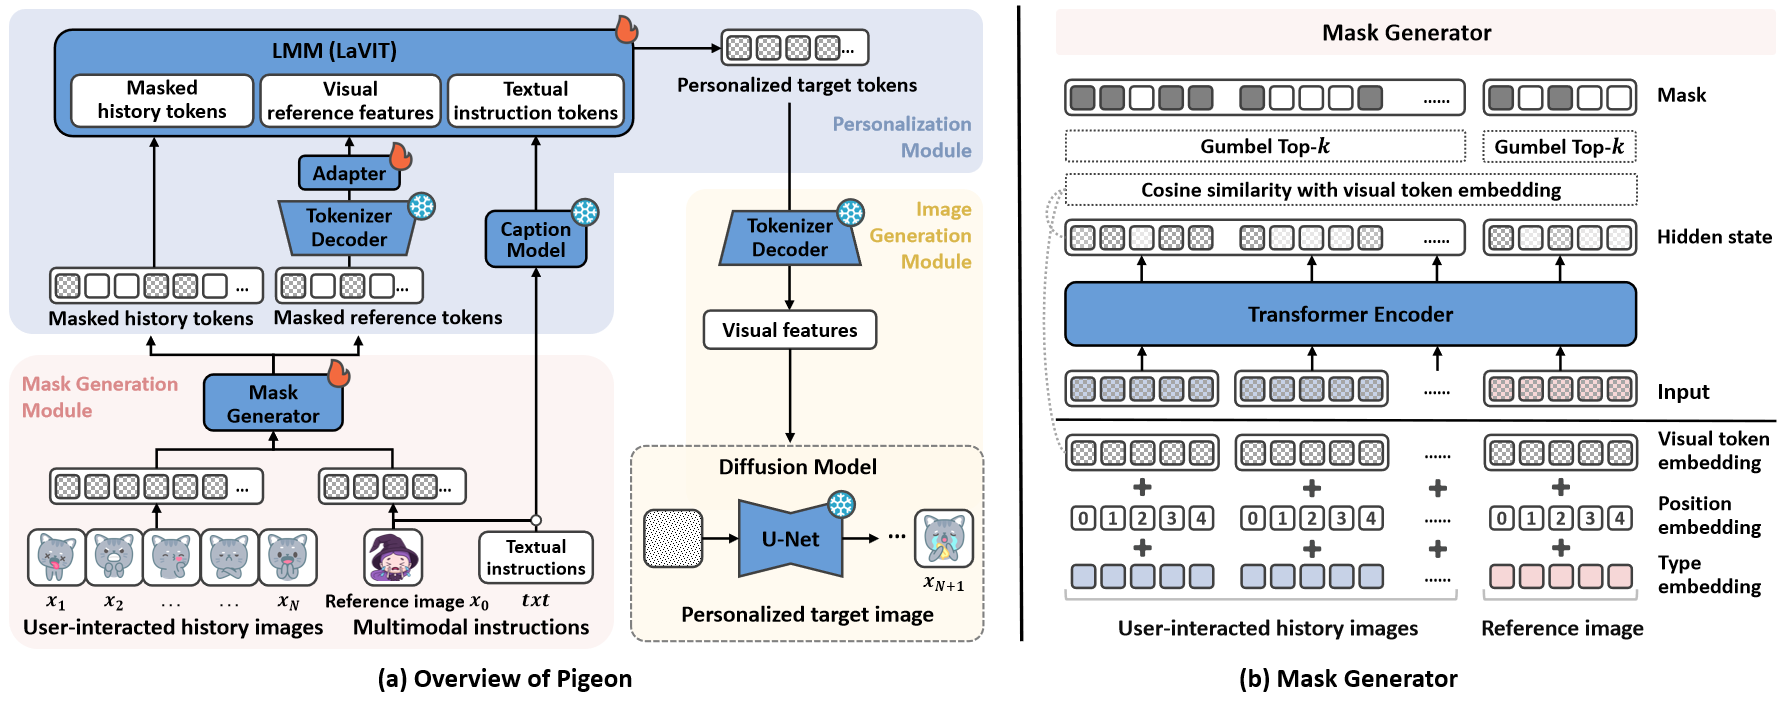 LMM (LaVIT)
Masked
history tokens
Visual
reference features
Textual
instruction tokens
...
Personalized target tokens
Personalization
Module
Adapter
Tokenizer
Decoder
Caption
Model
...
...
Masked history tokens
Masked reference tokens
Mask Generation
Module
Mask
Generator
...
...
Textual
instructions
x1
x2
...
...
xN
Reference image x0
txt
User-interacted history images
Multimodal instructions
Image
Generation
Module
Tokenizer
Decoder
Visual features
Diffusion Model
U-Net
...
xN+1
Personalized target image
(a) Overview of Pigeon
Mask Generator
......
Mask
Gumbel Top-k
Gumbel Top-k
Cosine similarity with visual token embedding
......
Hidden state
Transformer Encoder
......
Input
......
Visual token
embedding
+ + + +
0 1 2 3 4
0 1 2 3 4
......
0 1 2 3 4
Position
embedding
+ + + +
......
Type
embedding
User-interacted history images
Reference image
(b) Mask Generator